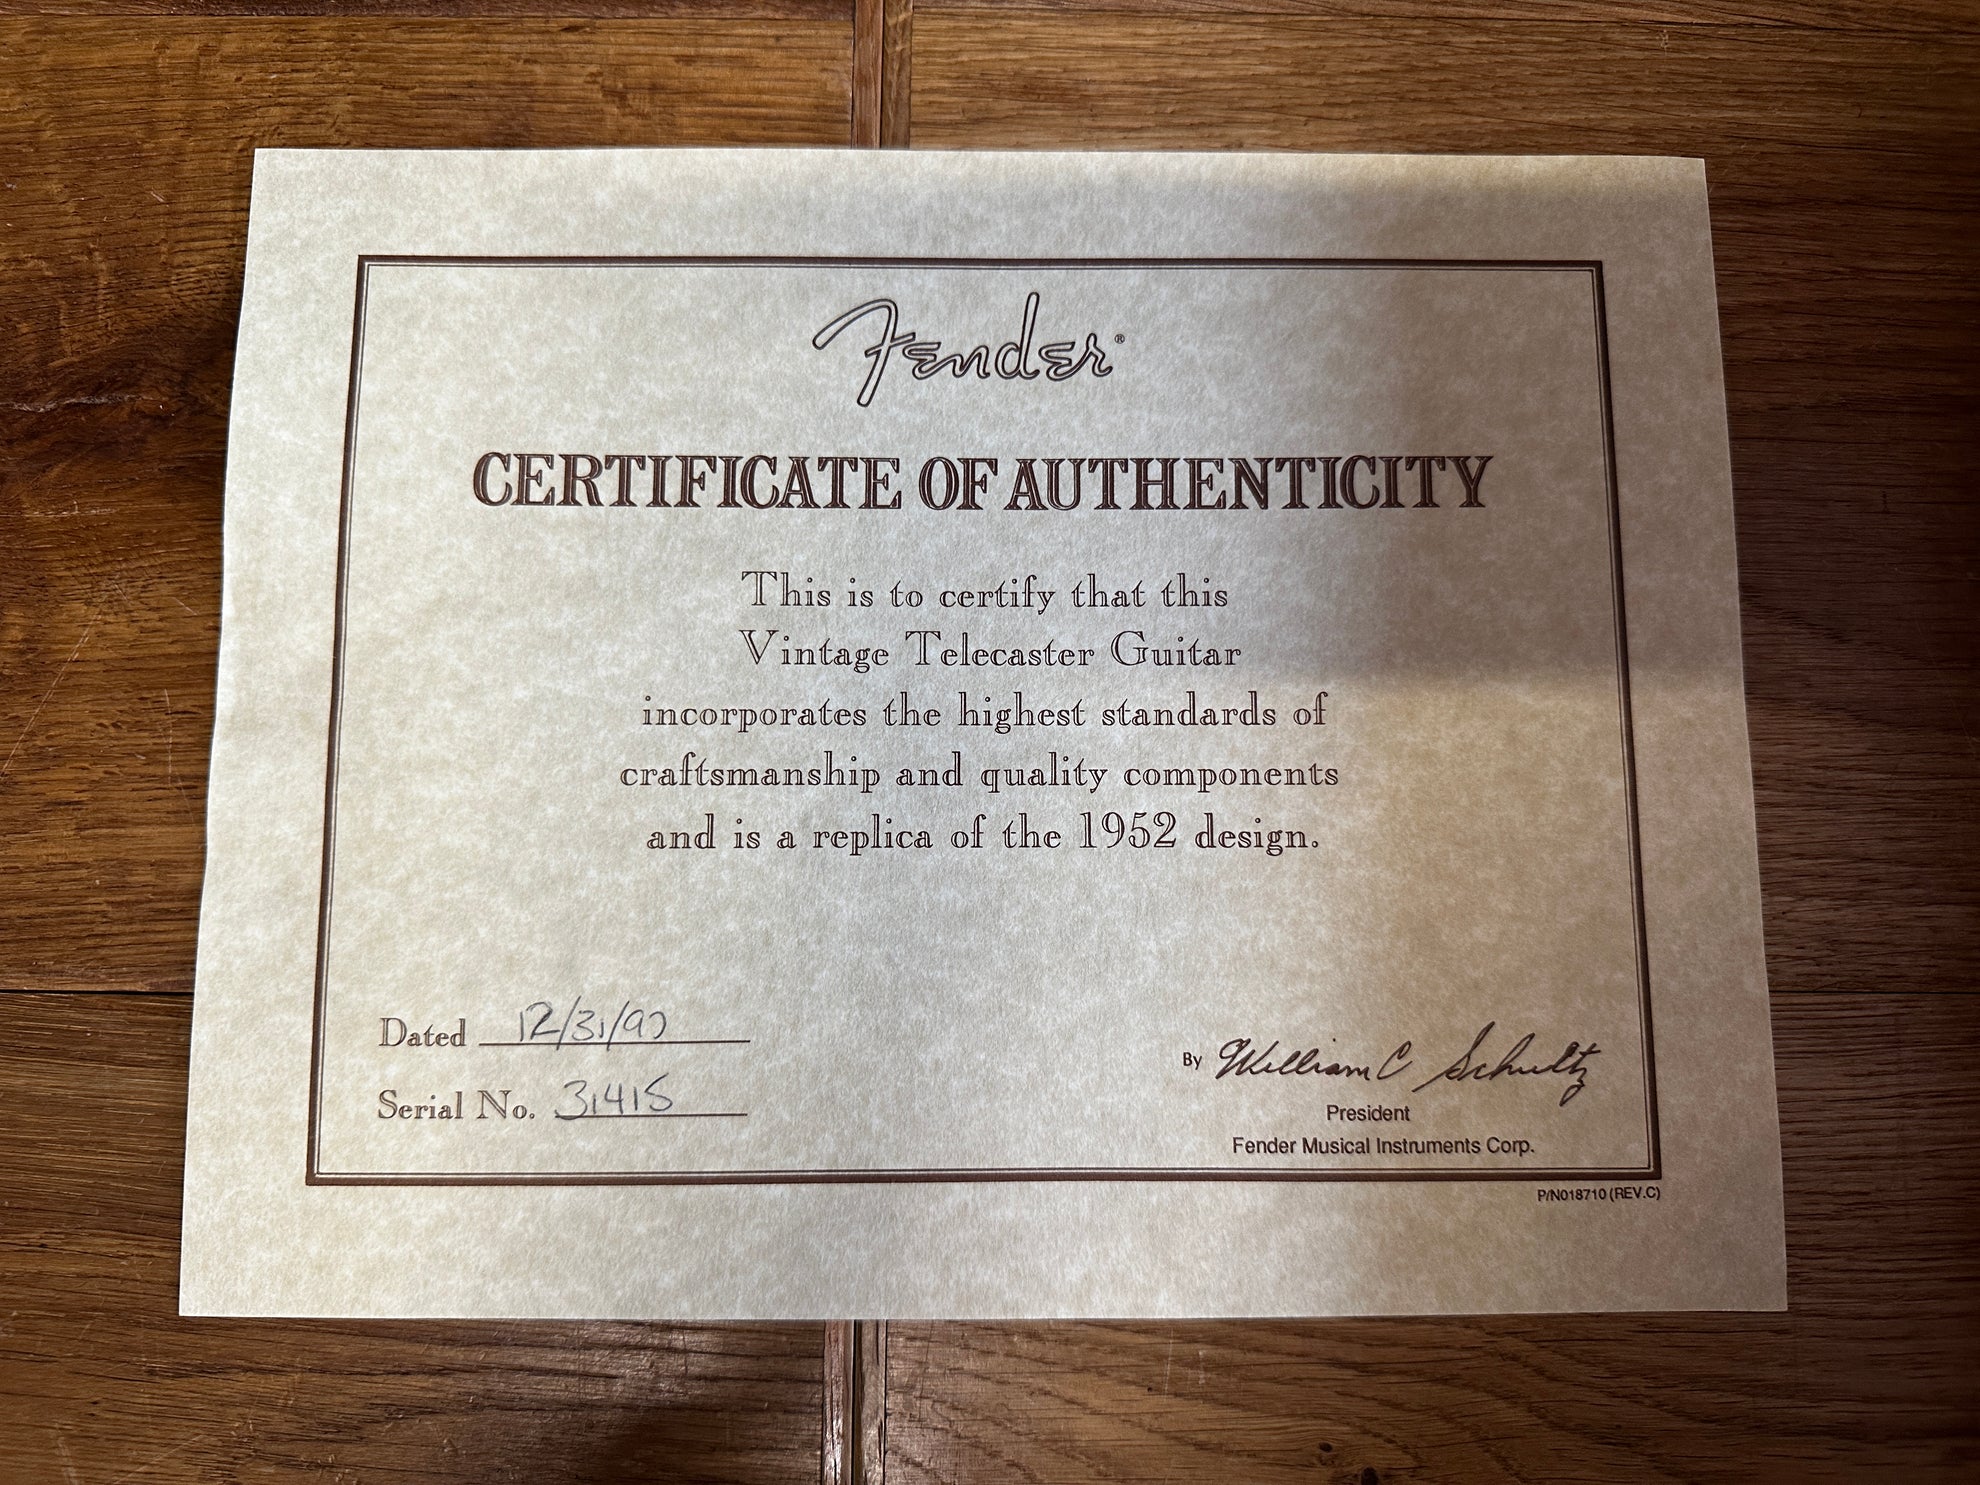 Fender®
CERTIFICATE OF AUTHENTICITY
This is to certify that this
Vintage Telecaster Guitar
incorporates the highest standards of
craftsmanship and quality components
and is a replica of the 1952 design.
Dated 12/31/97
Serial No. 31415
By William C Schultz
President
Fender Musical Instruments Corp.
P/N018710 (REV.C)